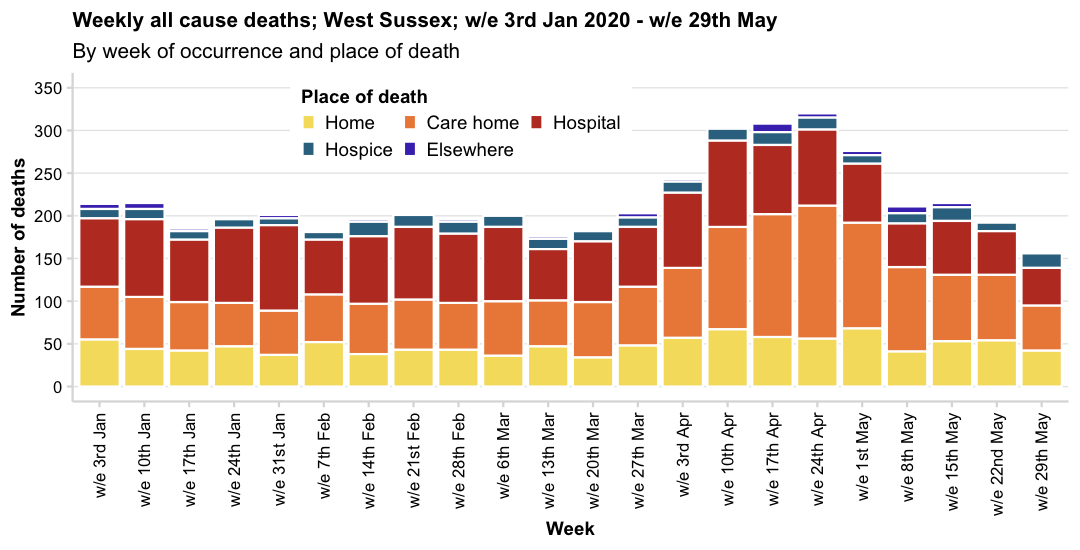 Weekly all cause deaths; West Sussex; w/e 3rd Jan 2020 - w/e 29th May
By week of occurrence and place of death
Place of death
Home
Care home
Hospital
Hospice
Elsewhere
Number of deaths
350
300
250
200
150
100
50
0
w/e 3rd Jan
w/e 10th Jan
w/e 17th Jan
w/e 24th Jan
w/e 31st Jan
w/e 7th Feb
w/e 14th Feb
w/e 21st Feb
w/e 28th Feb
w/e 6th Mar
w/e 13th Mar
w/e 20th Mar
w/e 27th Mar
w/e 3rd Apr
w/e 10th Apr
w/e 17th Apr
w/e 24th Apr
w/e 1st May
w/e 8th May
w/e 15th May
w/e 22nd May
w/e 29th May
Week